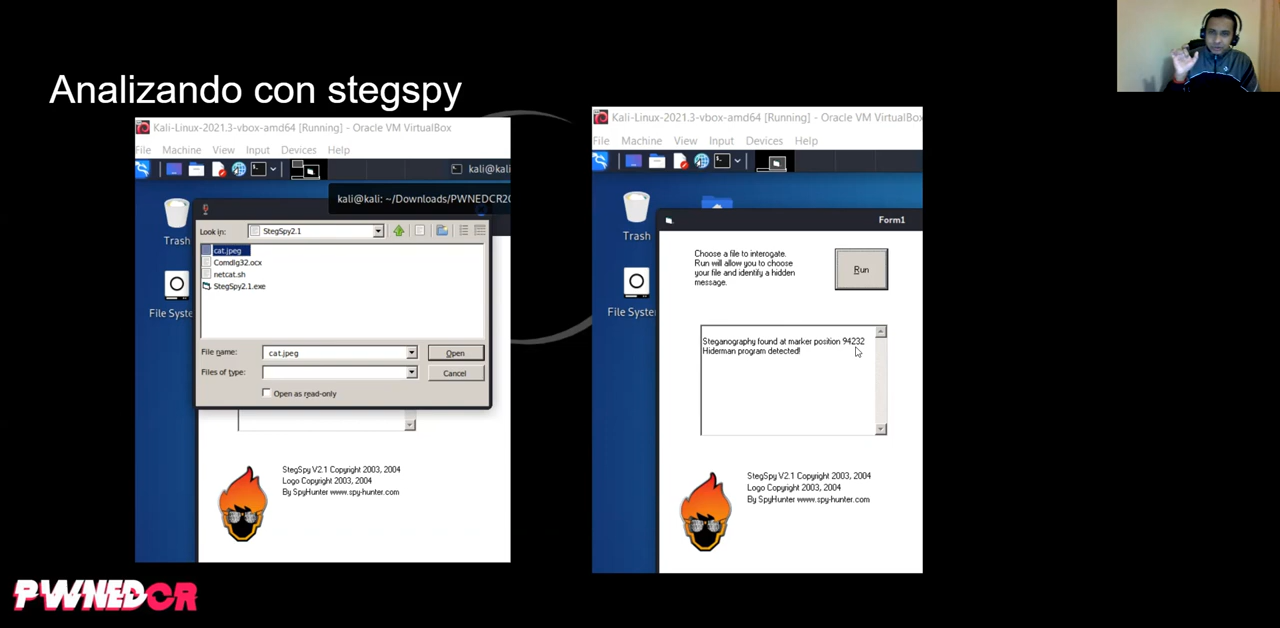 Analizando con stegspy
Kali-Linux-2021.3-vbox-amd64 [Running] - Oracle VM VirtualBox
File Machine View Input Devices Help
kali@kali
kali@kali: ~/Downloads/PWNEDCR20
Trash
File Syste
Look in: StegSpy2.1
cat.jpeg
Comdlg32.ocx
netcat.sh
StegSpy2.1.exe
File name: cat.jpeg Open
Files of type: Cancel
Open as read-only
StegSpy V2.1 Copyright 2003, 2004
Logo Copyright 2003, 2004
By SpyHunter www.spy-hunter.com
Kali-Linux-2021.3-vbox-amd64 [Running] - Oracle VM VirtualBox
File Machine View Input Devices Help
Trash
File Syster
Form1
Choose a file to interogate.
Run will allow you to choose
your file and identify a hidden
message.
Run
Steganography found at marker position 94232
Hiderman program detected!
StegSpy V2.1 Copyright 2003, 2004
Logo Copyright 2003, 2004
By SpyHunter www.spy-hunter.com
PWNEDCR